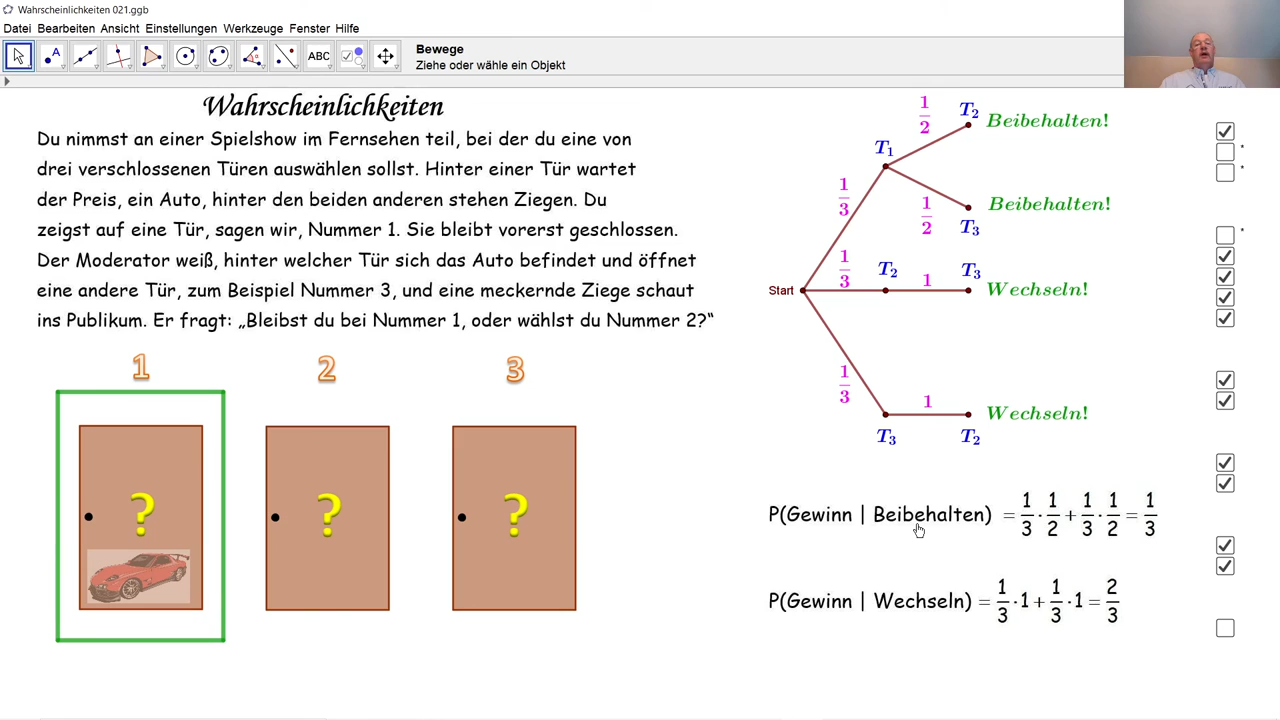 Wahrscheinlichkeiten 021.ggb
Datei Bearbeiten Ansicht Einstellungen Werkzeuge Fenster Hilfe
A
ABC
Bewege
Ziehe oder wähle ein Objekt
Wahrscheinlichkeiten
Du nimmst an einer Spielshow im Fernsehen teil, bei der du eine von
drei verschlossenen Türen auswählen sollst. Hinter einer Tür wartet
der Preis, ein Auto, hinter den beiden anderen stehen Ziegen. Du
zeigst auf eine Tür, sagen wir, Nummer 1. Sie bleibt vorerst geschlossen.
Der Moderator weiß, hinter welcher Tür sich das Auto befindet und öffnet
eine andere Tür, zum Beispiel Nummer 3, und eine meckernde Ziege schaut
ins Publikum. Er fragt: „Bleibst du bei Nummer 1, oder wählst du Nummer 2?“
1 2 3
? ? ?
1/2 T₂ Beibehalten!
T₁
1/3
1/2 T₃ Beibehalten!
Start 1/3 T₂ 1 T₃ Wechseln!
1/3 1 Wechseln!
T₃ T₂
P(Gewinn | Beibehalten) = 1/3 · 1/2 + 1/3 · 1/2 = 1/3
P(Gewinn | Wechseln) = 1/3 · 1 + 1/3 · 1 = 2/3
*
*
*